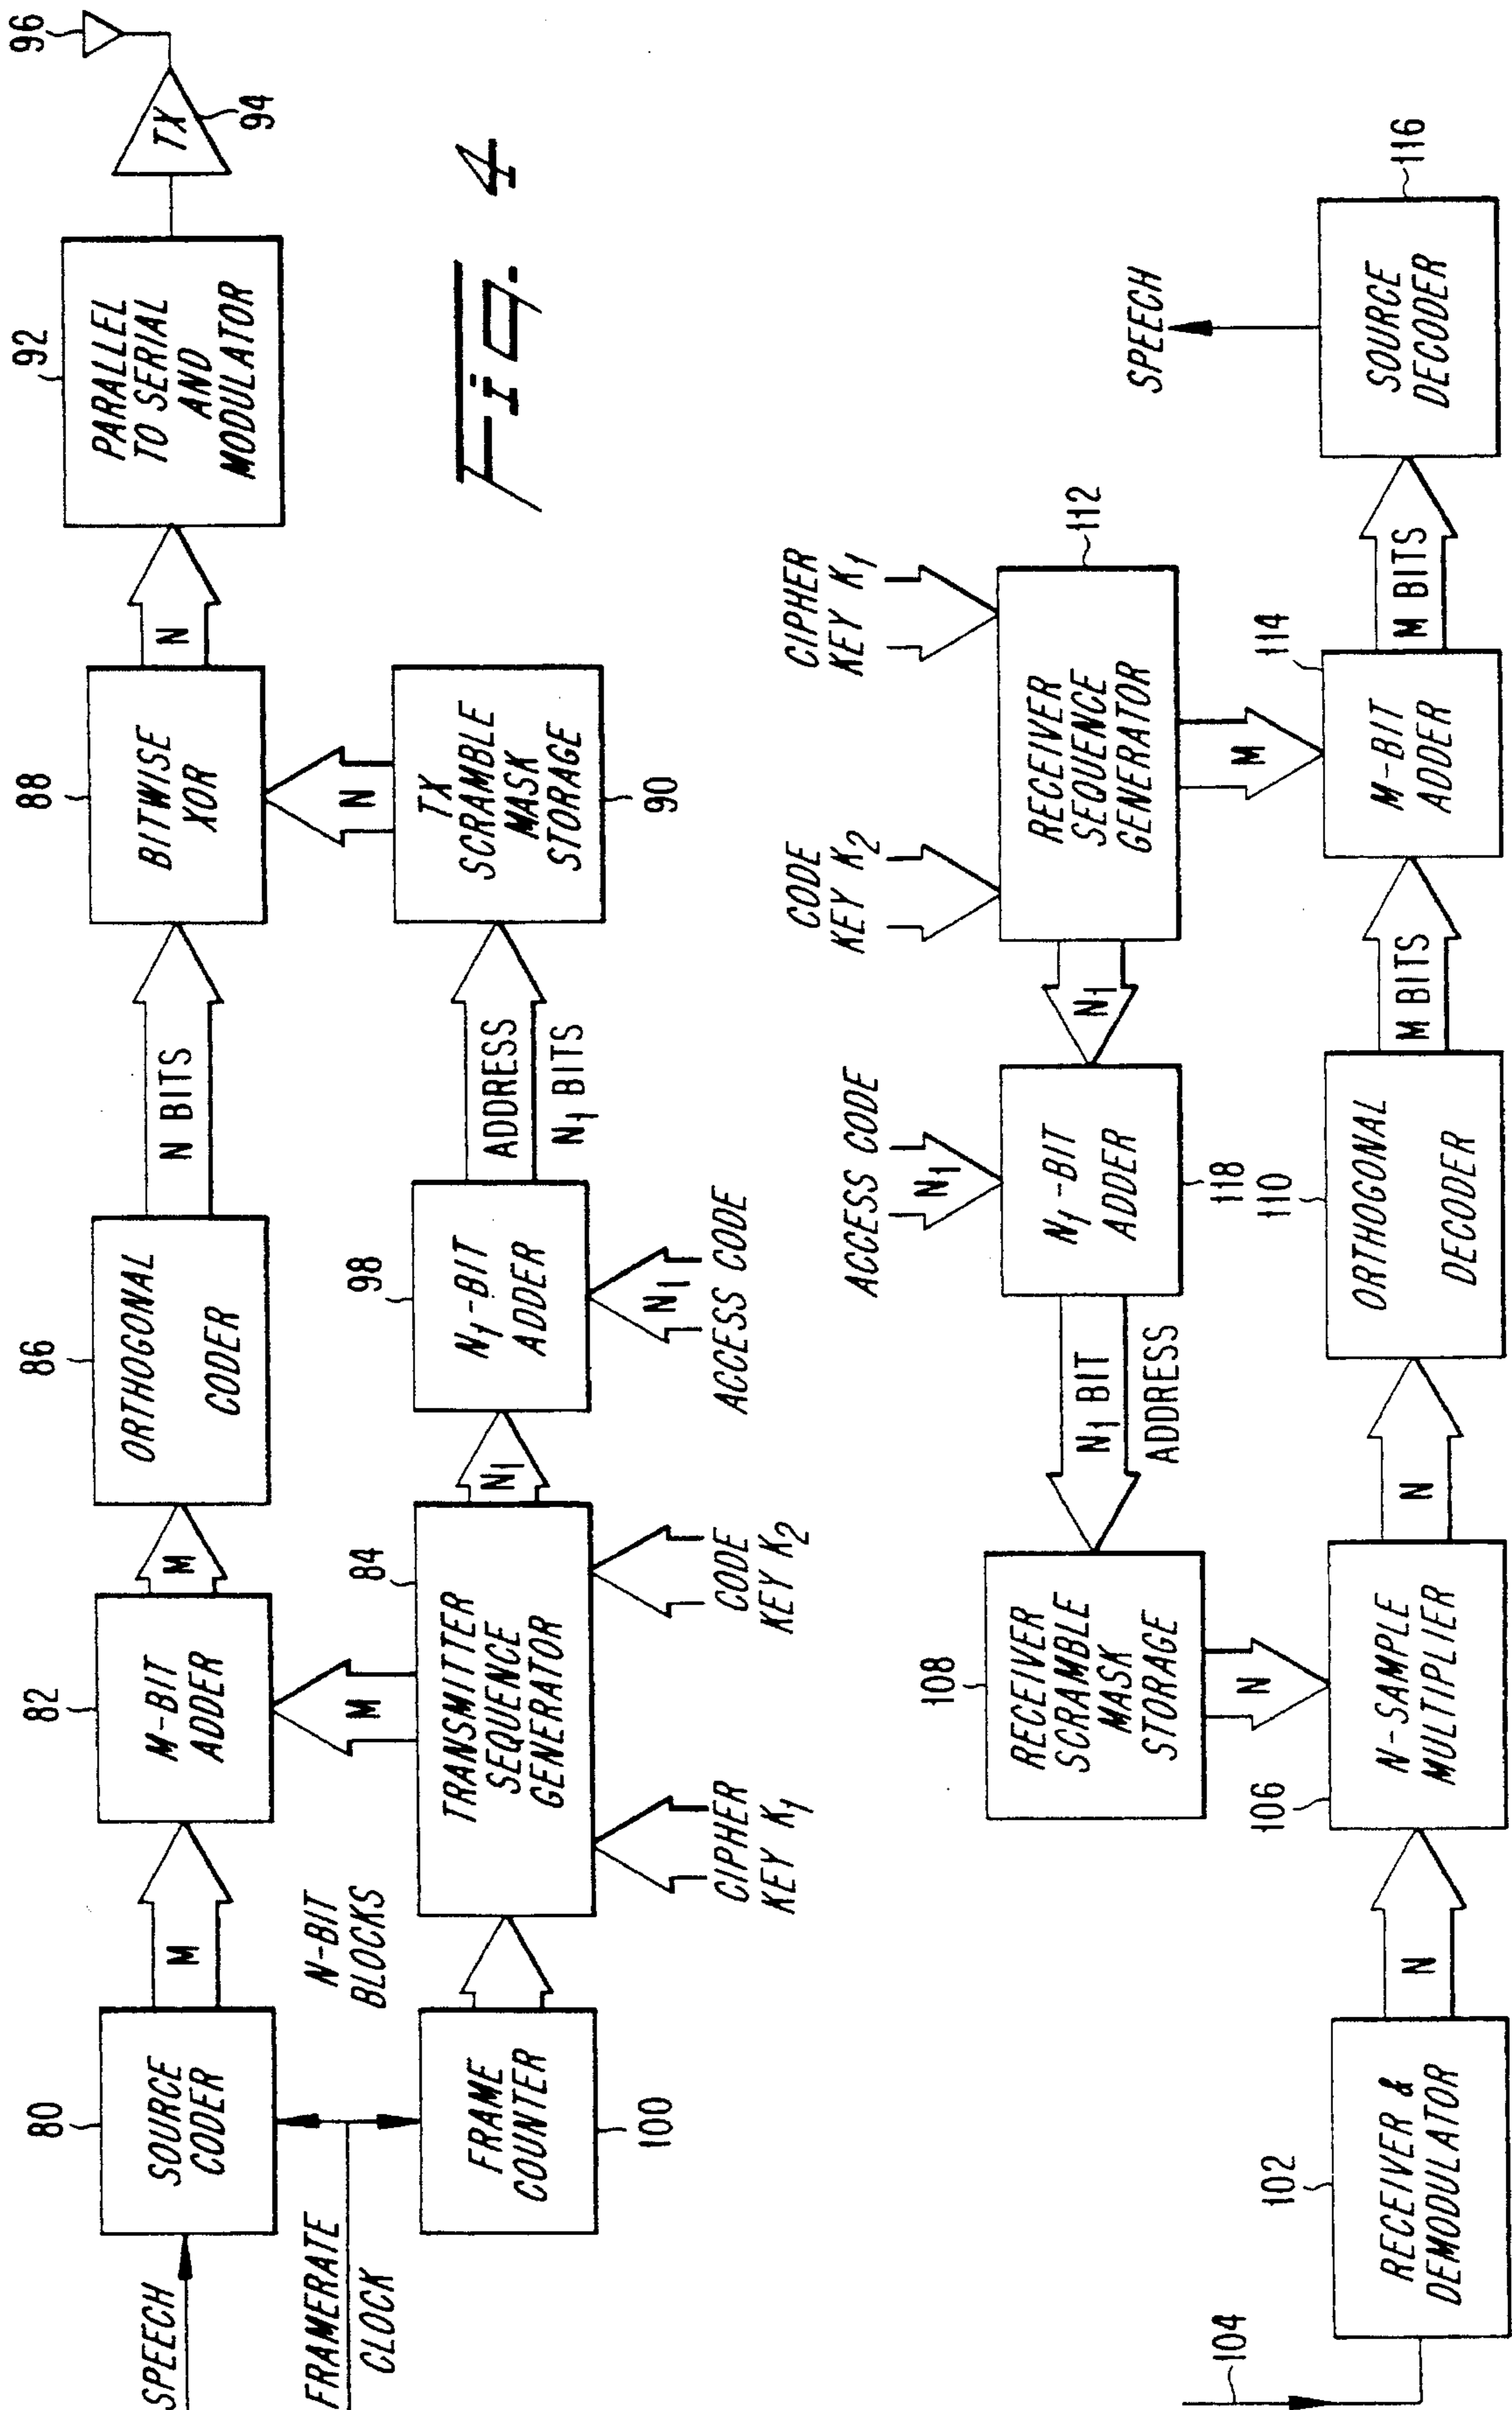 SPEECH
80
SOURCE
CODER
M
82
M-BIT
ADDER
M
86
ORTHOGONAL
CODER
N BITS
88
BITWISE
XOR
N
92
PARALLEL
TO SERIAL
AND
MODULATOR
TX
94
96
FRAMERATE
CLOCK
N-BIT
BLOCKS
FRAME
COUNTER
100
84
TRANSMITTER
SEQUENCE
GENERATOR
M
CIPHER
KEY K1
CODE
KEY K2
N1
98
N1-BIT
ADDER
N1
ACCESS CODE
ADDRESS
N1 BITS
TX
SCRAMBLE
MASK
STORAGE
90
N
Fig. 4
CODE
KEY K2
CIPHER
KEY K1
RECEIVER
SEQUENCE
GENERATOR
112
N1
M
ACCESS CODE
N1
N1-BIT
ADDER
118
N1 BIT
ADDRESS
108
RECEIVER
SCRAMBLE
MASK
STORAGE
N
104
102
RECEIVER &
DEMODULATOR
N
106
N-SAMPLE
MULTIPLIER
N
110
ORTHOGONAL
DECODER
M BITS
114
M-BIT
ADDER
M BITS
SOURCE
DECODER
116
SPEECH